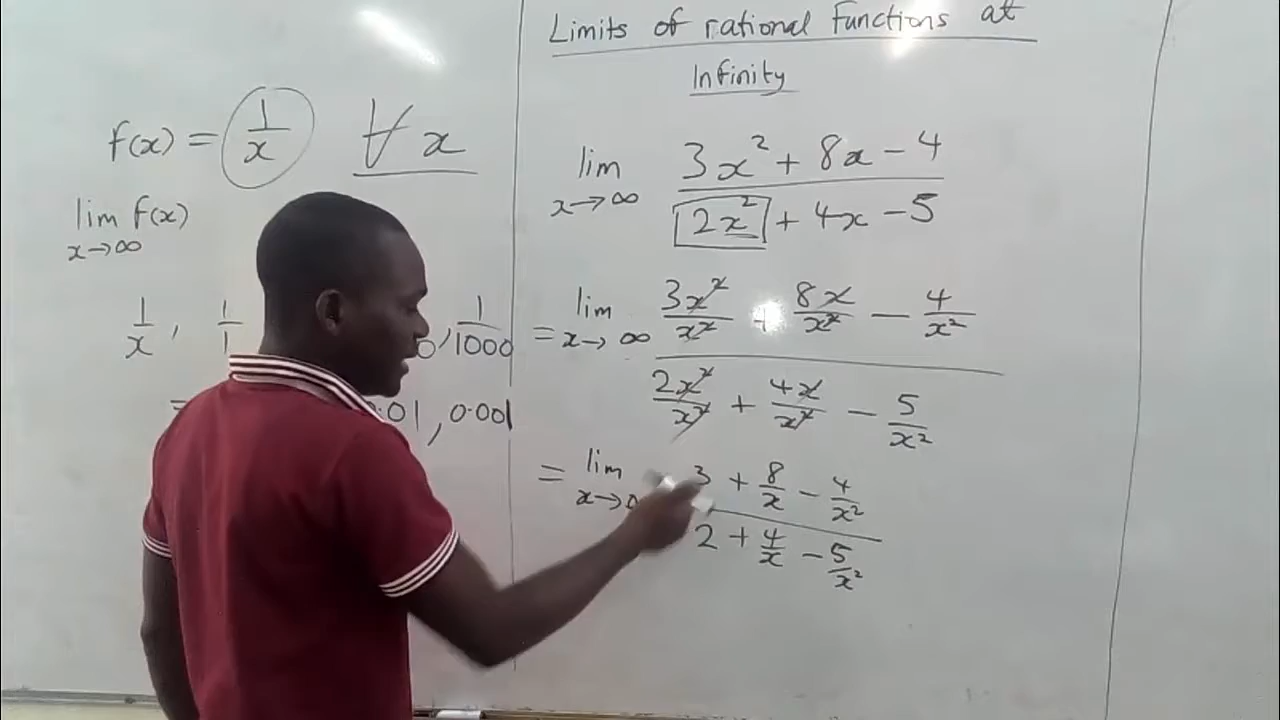 Limits of rational Functions at
Infinity
f(x) = 1/x ∀ x
lim f(x)
x→∞
1/x, 1/1 , 1/1000
= 0.01, 0.001
lim x→∞ (3x² + 8x − 4)/(2x² + 4x − 5)
= lim x→∞ (3x²/x² + 8x/x² − 4/x²)/(2x²/x² + 4x/x² − 5/x²)
= lim x→ (3 + 8/x − 4/x²)/(2 + 4/x − 5/x²)